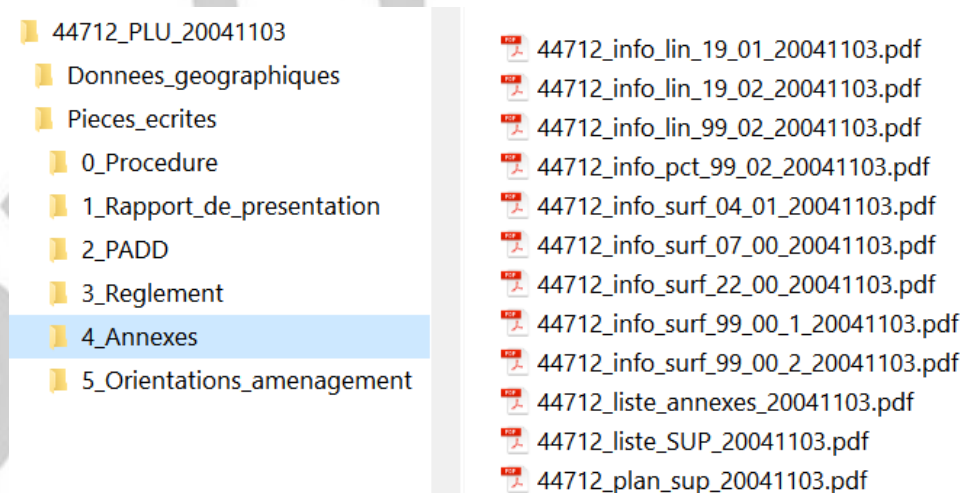 44712_PLU_20041103
Donnees_geographiques
Pieces_ecrites
0_Procedure
1_Rapport_de_presentation
2_PADD
3_Reglement
4_Annexes
5_Orientations_amenagement
44712_info_lin_19_01_20041103.pdf
44712_info_lin_19_02_20041103.pdf
44712_info_lin_99_02_20041103.pdf
44712_info_pct_99_02_20041103.pdf
44712_info_surf_04_01_20041103.pdf
44712_info_surf_07_00_20041103.pdf
44712_info_surf_22_00_20041103.pdf
44712_info_surf_99_00_1_20041103.pdf
44712_info_surf_99_00_2_20041103.pdf
44712_liste_annexes_20041103.pdf
44712_liste_SUP_20041103.pdf
44712_plan_sup_20041103.pdf